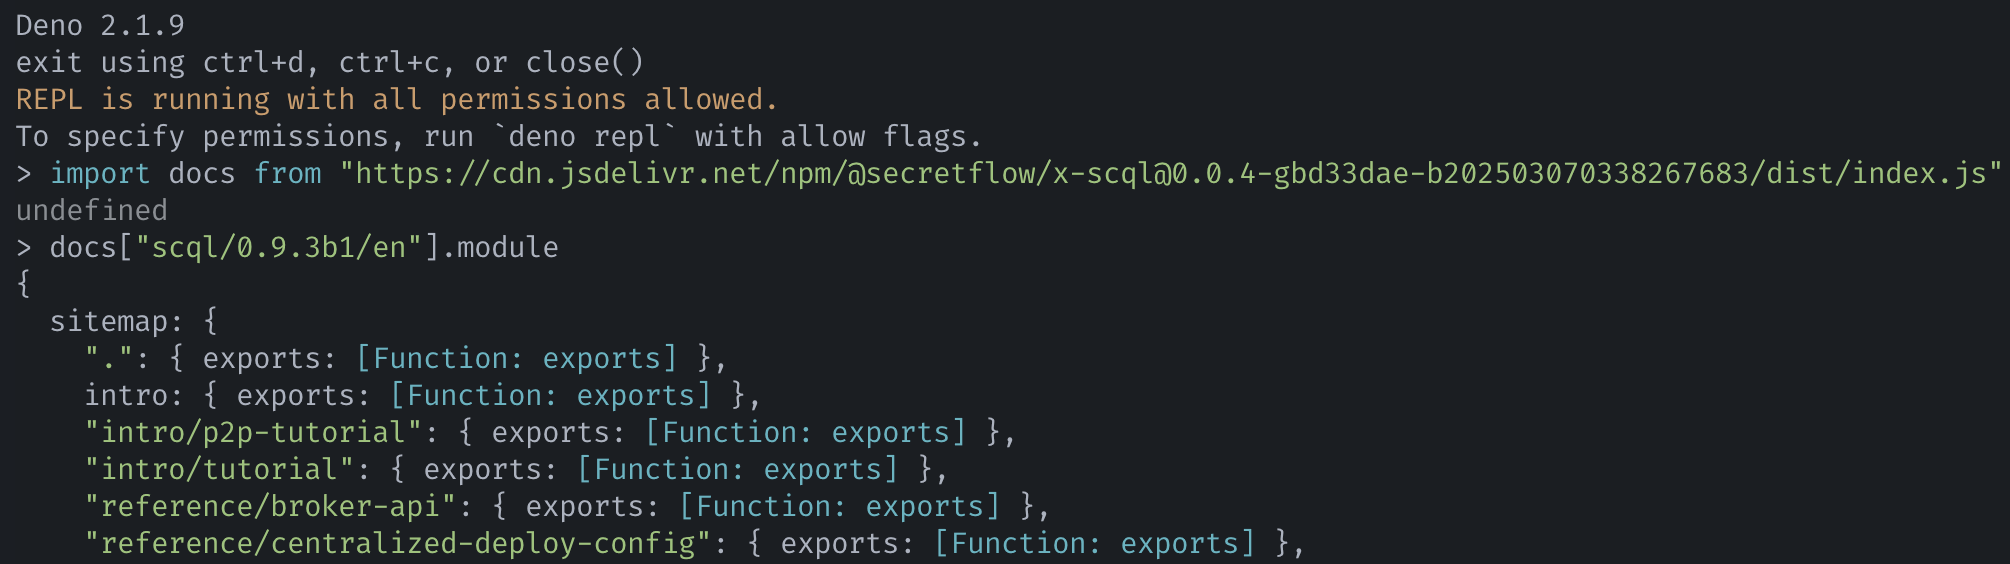 Deno 2.1.9
exit using ctrl+d, ctrl+c, or close()
REPL is running with all permissions allowed.
To specify permissions, run `deno repl` with allow flags.
> import docs from "https://cdn.jsdelivr.net/npm/@secretflow/x-scql@0.0.4-gbd33dae-b202503070338267683/dist/index.js"
undefined
> docs["scql/0.9.3b1/en"].module
{
  sitemap: {
    ".": { exports: [Function: exports] },
    intro: { exports: [Function: exports] },
    "intro/p2p-tutorial": { exports: [Function: exports] },
    "intro/tutorial": { exports: [Function: exports] },
    "reference/broker-api": { exports: [Function: exports] },
    "reference/centralized-deploy-config": { exports: [Function: exports] },